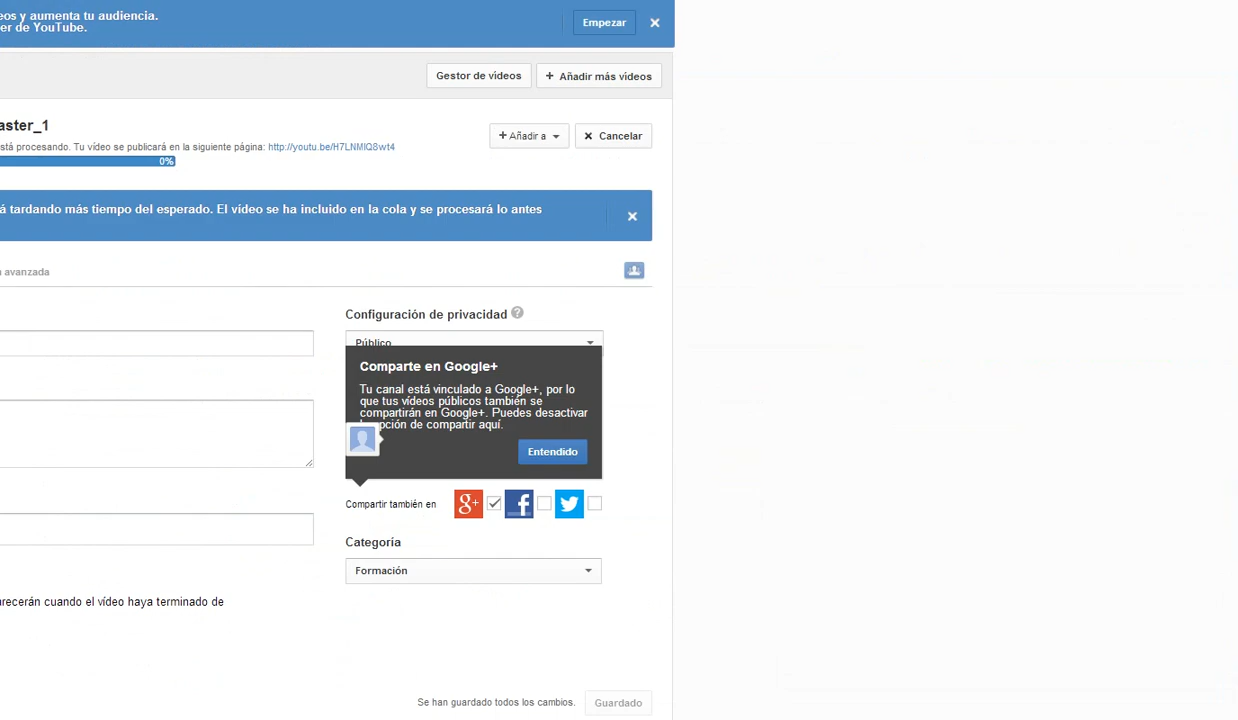 eos y aumenta tu audiencia.
er de YouTube.
Empezar
Gestor de vídeos
+ Añadir más vídeos
aster_1
está procesando. Tu vídeo se publicará en la siguiente página: http://youtu.be/H7LNMIQ8wt4
0%
+ Añadir a
Cancelar
á tardando más tiempo del esperado. El vídeo se ha incluido en la cola y se procesará lo antes
n avanzada
Configuración de privacidad ?
Público
Comparte en Google+
Tu canal está vinculado a Google+, por lo
que tus vídeos públicos también se
compartirán en Google+. Puedes desactivar
opción de compartir aquí.
Entendido
Compartir también en
g+ f
Categoría
Formación
arecerán cuando el vídeo haya terminado de
Se han guardado todos los cambios.
Guardado